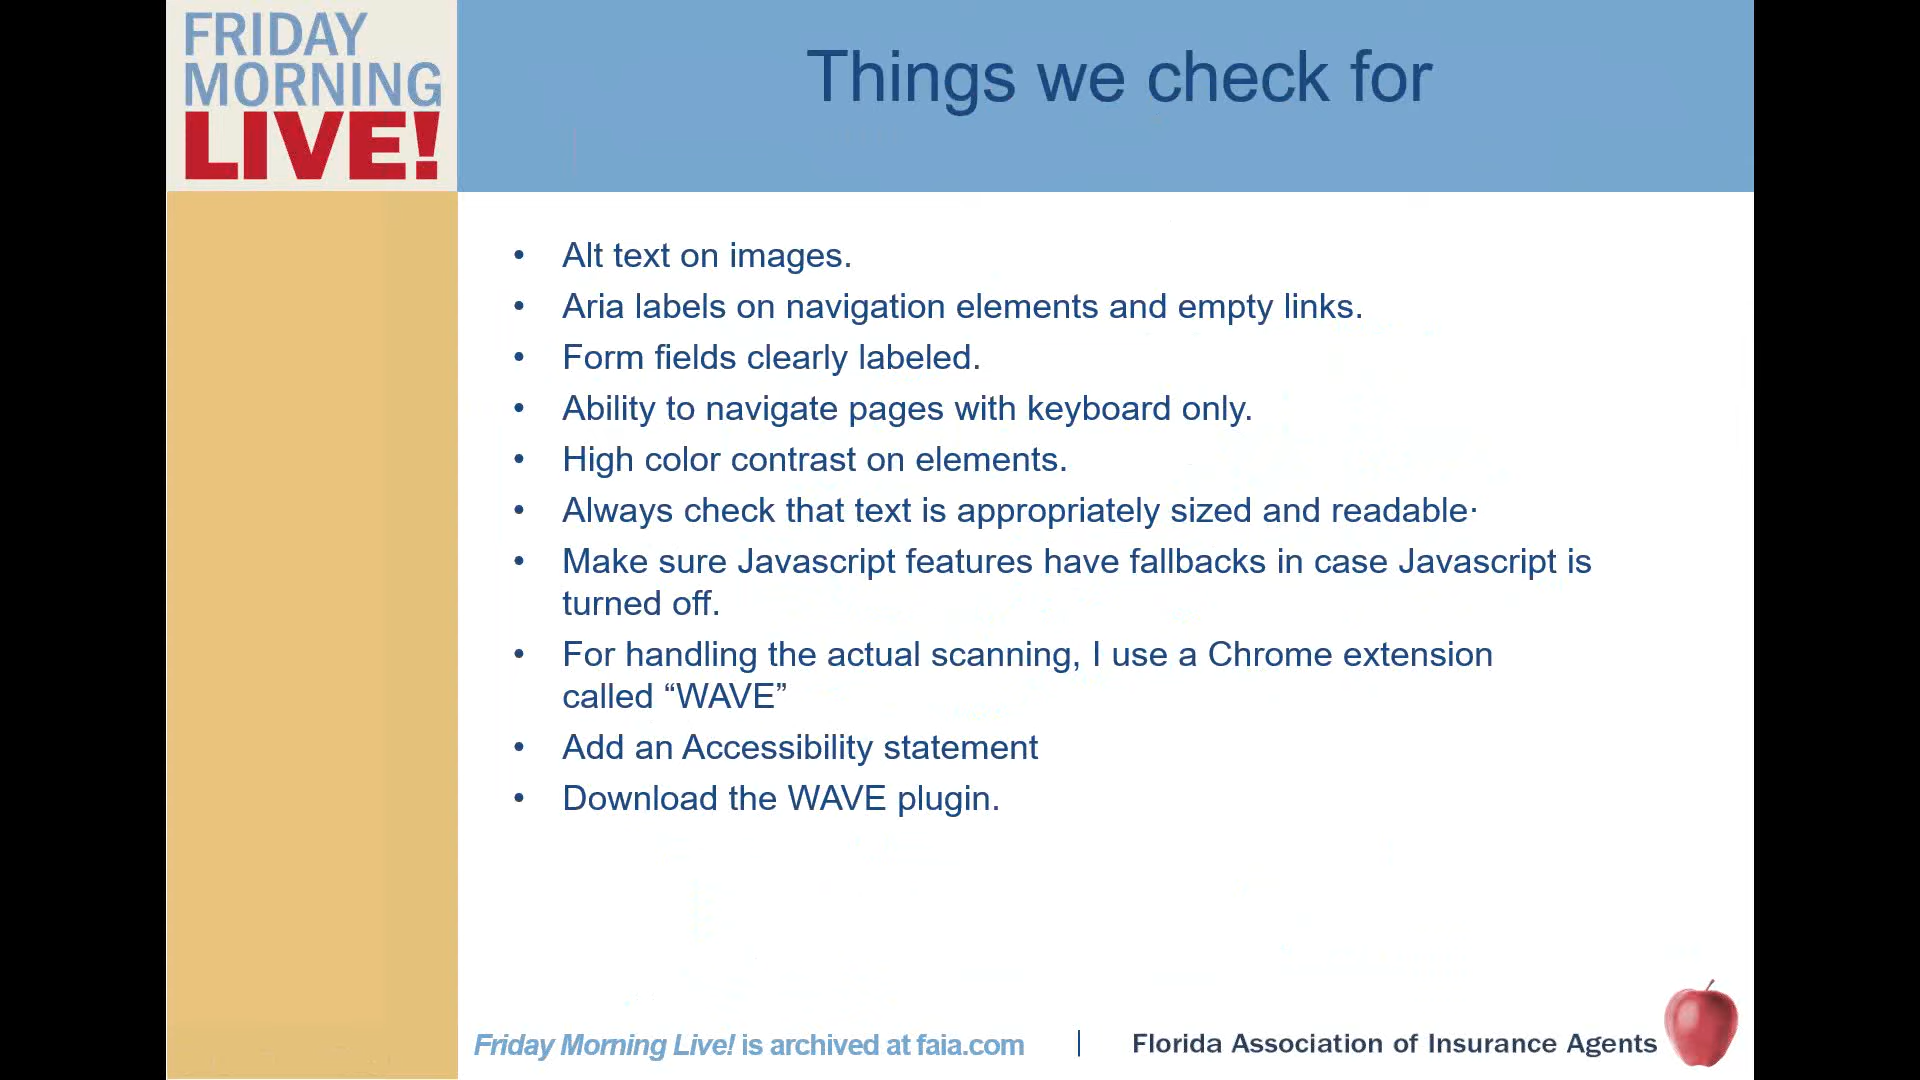 FRIDAY
MORNING
LIVE!
Things we check for
• Alt text on images.
• Aria labels on navigation elements and empty links.
• Form fields clearly labeled.
• Ability to navigate pages with keyboard only.
• High color contrast on elements.
• Always check that text is appropriately sized and readable·
• Make sure Javascript features have fallbacks in case Javascript is
turned off.
• For handling the actual scanning, I use a Chrome extension
called “WAVE”
• Add an Accessibility statement
• Download the WAVE plugin.
Friday Morning Live! is archived at faia.com | Florida Association of Insurance Agents